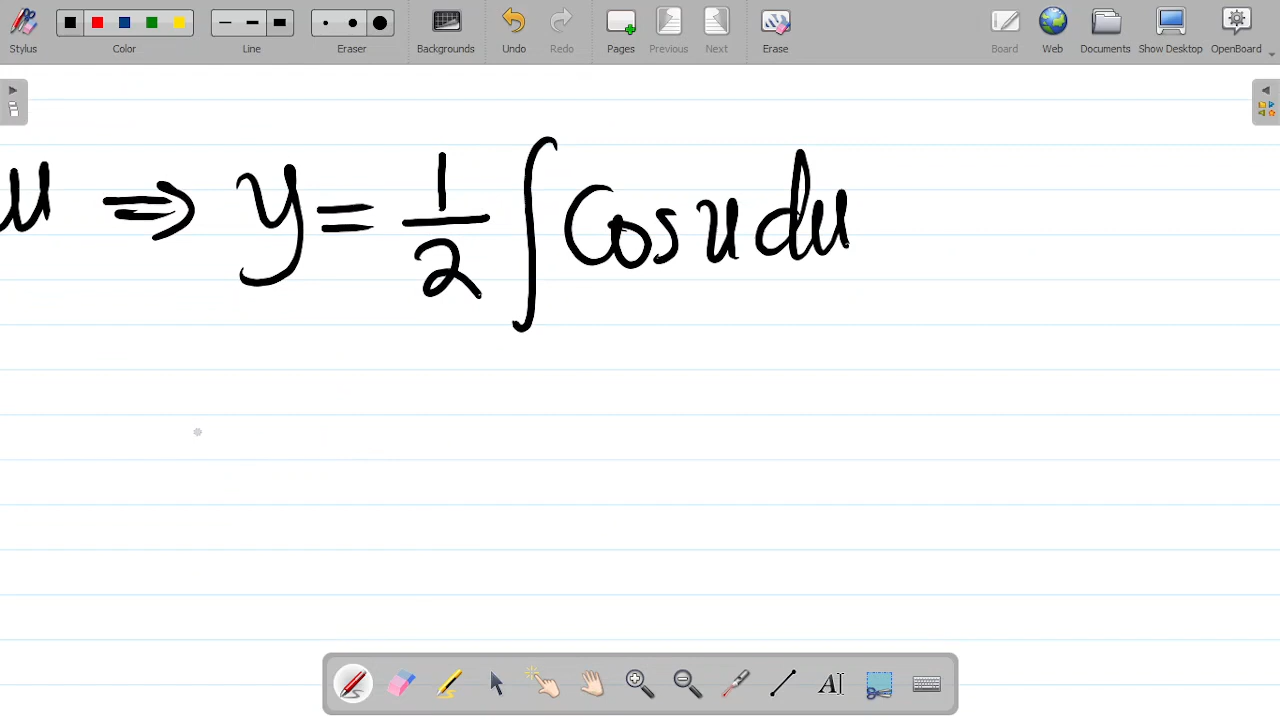 Stylus Color Line Eraser Backgrounds Undo Redo Pages Previous Next Erase Board Web Documents Show Desktop OpenBoard
u ⇒ y = 1/2 ∫ Cos u du